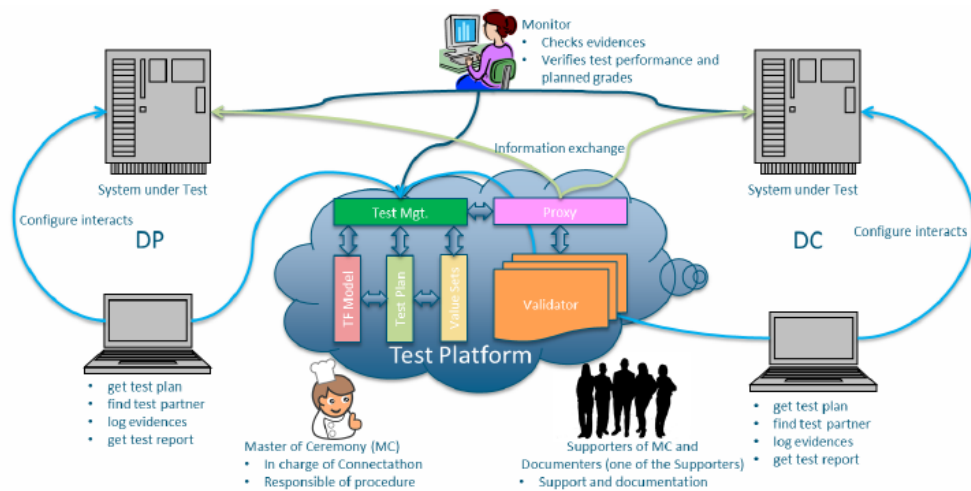 Monitor
• Checks evidences
• Verifies test performance and
planned grades
Information exchange
System under Test
System under Test
Configure interacts
DP
DC
Configure interacts
Test Mgt.
Proxy
TF Model
Test Plan
Value Sets
Validator
Test Platform
• get test plan
• find test partner
• log evidences
• get test report
• get test plan
• find test partner
• log evidences
• get test report
Master of Ceremony (MC)
• In charge of Connectathon
• Responsible of procedure
Supporters of MC and
Documenters (one of the Supporters)
• Support and documentation